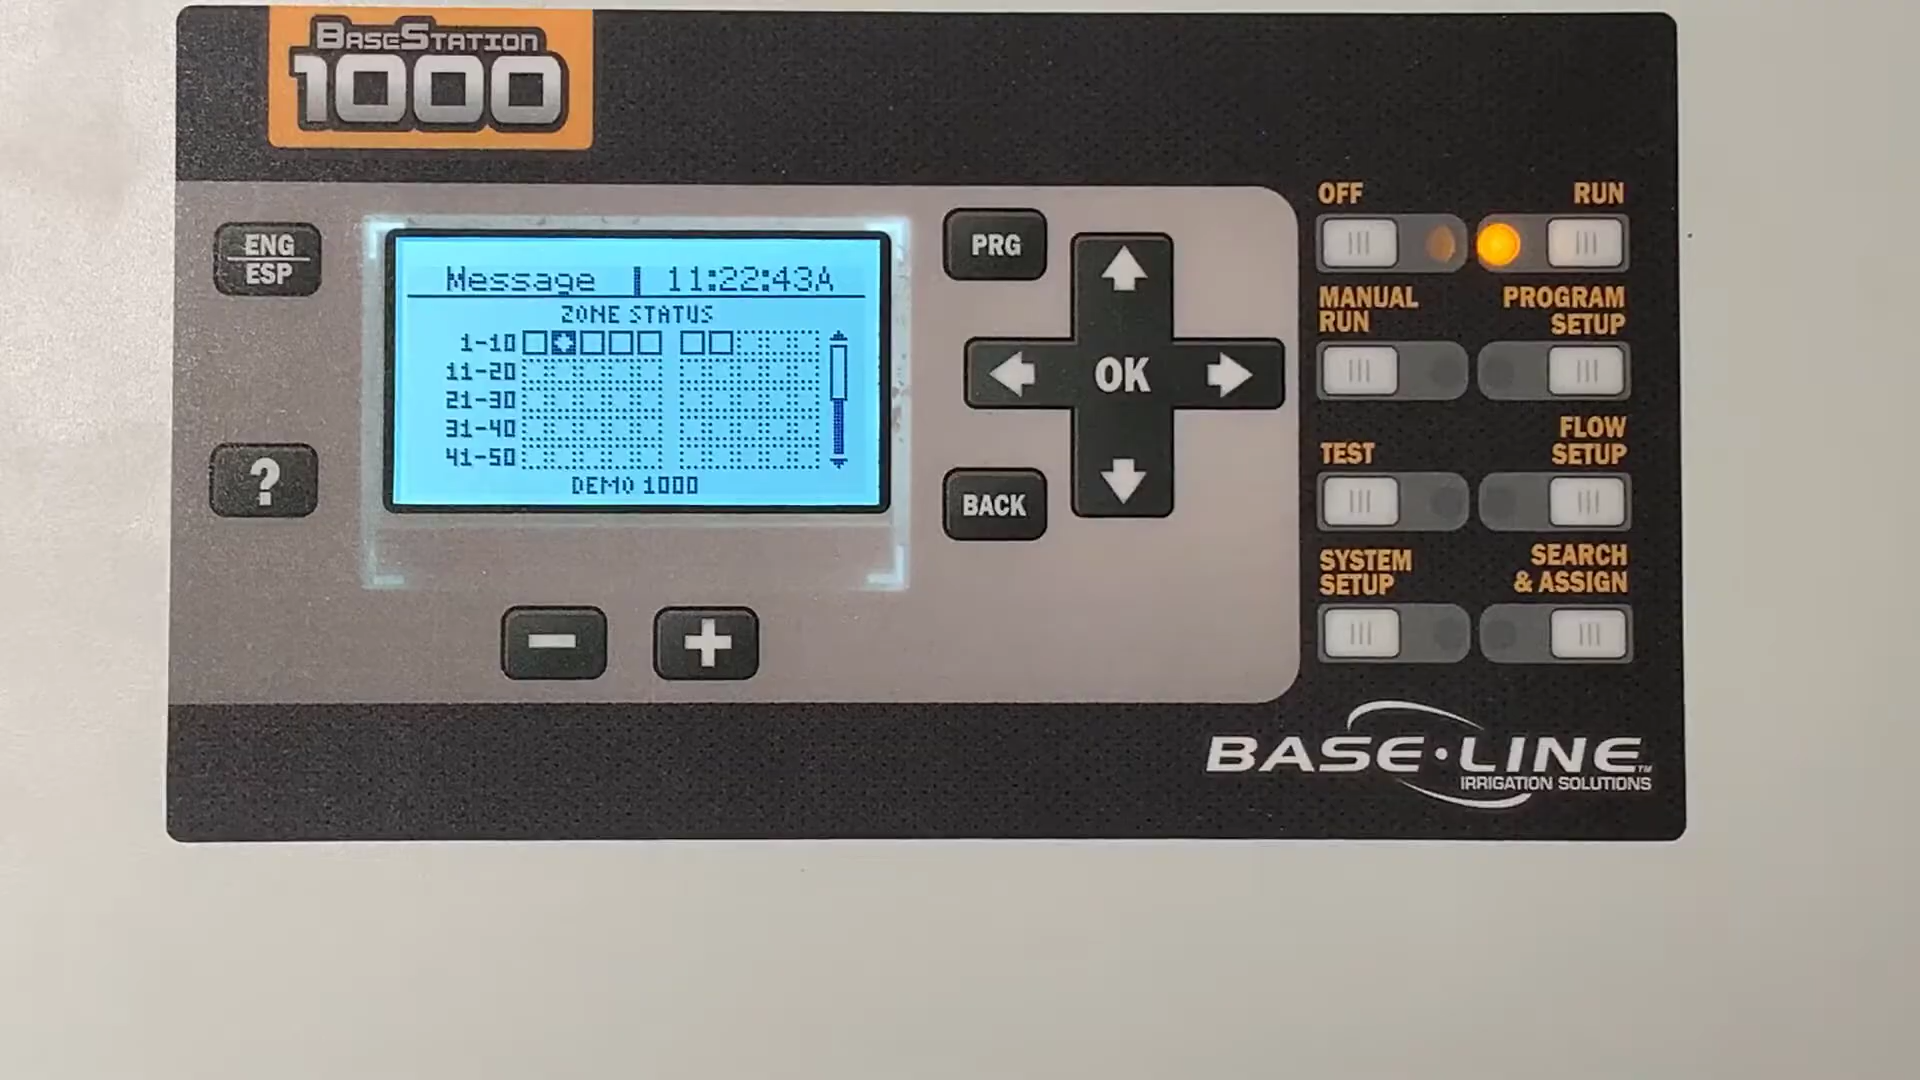 BASESTATION
1000
ENG
ESP
?
Message | 11:22:43A
ZONE STATUS
1-10
11-20
21-30
31-40
41-50
DEMO 1000
PRG
OK
BACK
OFF
RUN
MANUAL
RUN
PROGRAM
SETUP
TEST
FLOW
SETUP
SYSTEM
SETUP
SEARCH
& ASSIGN
BASE•LINE™
IRRIGATION SOLUTIONS